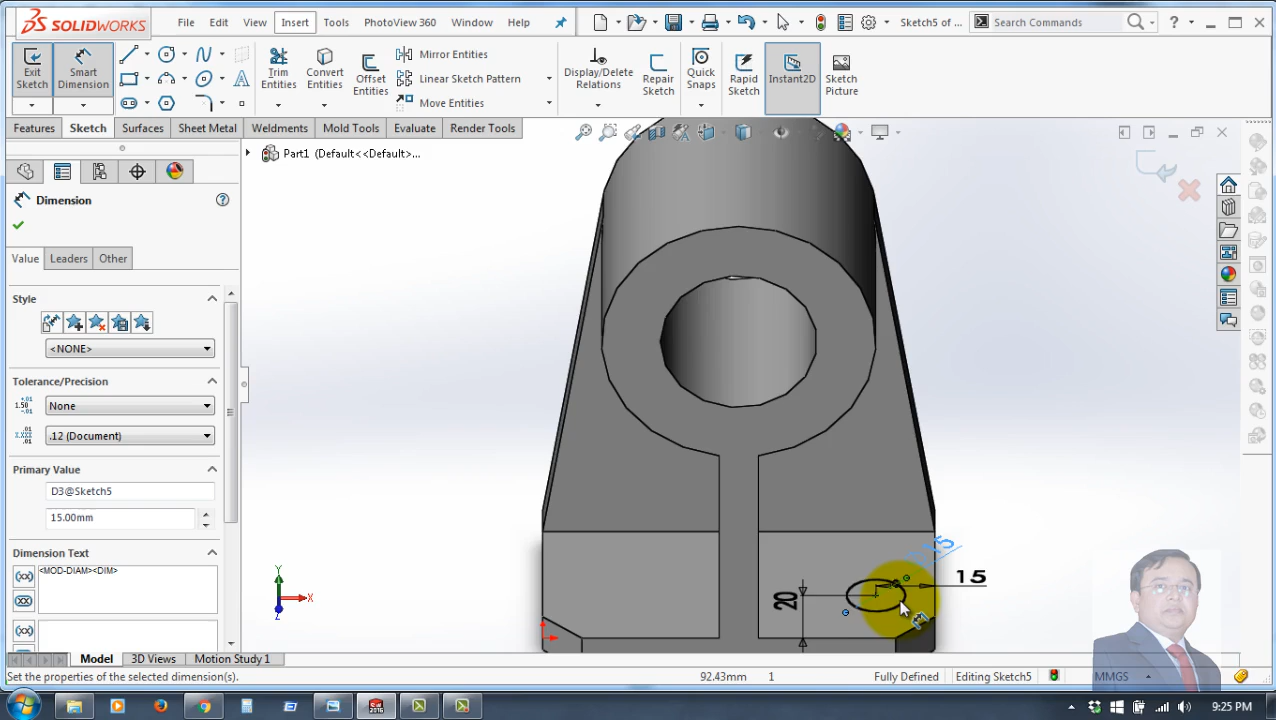 SOLIDWORKS File Edit View Insert Tools PhotoView 360 Window Help Sketch5 of ... Search Commands
Exit Sketch Smart Dimension Trim Entities Convert Entities Offset Entities Mirror Entities Linear Sketch Pattern Move Entities Display/Delete Relations Repair Sketch Quick Snaps Rapid Sketch Instant2D Sketch Picture
Features Sketch Surfaces Sheet Metal Weldments Mold Tools Evaluate Render Tools
Part1 (Default<<Default>...
Dimension
Value Leaders Other
Style
<NONE>
Tolerance/Precision
None
.12 (Document)
Primary Value
D3@Sketch5
15.00mm
Dimension Text
<MOD-DIAM><DIM>
15
15
20
Y
X
Z
Model 3D Views Motion Study 1
Set the properties of the selected dimension(s). 92.43mm 1 Fully Defined Editing Sketch5 MMGS
9:25 PM